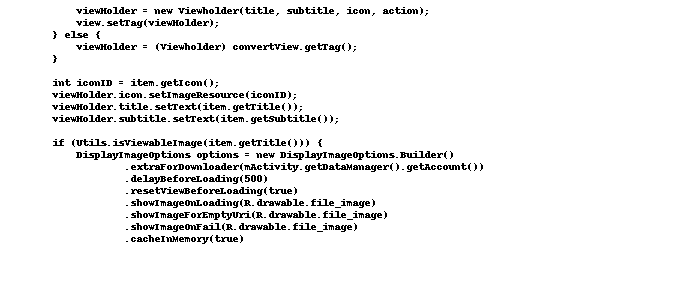 viewHolder = new Viewholder(title, subtitle, icon, action);
view.setTag(viewHolder);
} else {
viewHolder = (Viewholder) convertView.getTag();
}
int iconID = item.getIcon();
viewHolder.icon.setImageResource(iconID);
viewHolder.title.setText(item.getTitle());
viewHolder.subtitle.setText(item.getSubtitle());
if (Utils.isViewableImage(item.getTitle())) {
DisplayImageOptions options = new DisplayImageOptions.Builder()
.extraForDownloader(mActivity.getDataManager().getAccount())
.delayBeforeLoading(500)
.resetViewBeforeLoading(true)
.showImageOnLoading(R.drawable.file_image)
.showImageForEmptyUri(R.drawable.file_image)
.showImageOnFail(R.drawable.file_image)
.cacheInMemory(true)